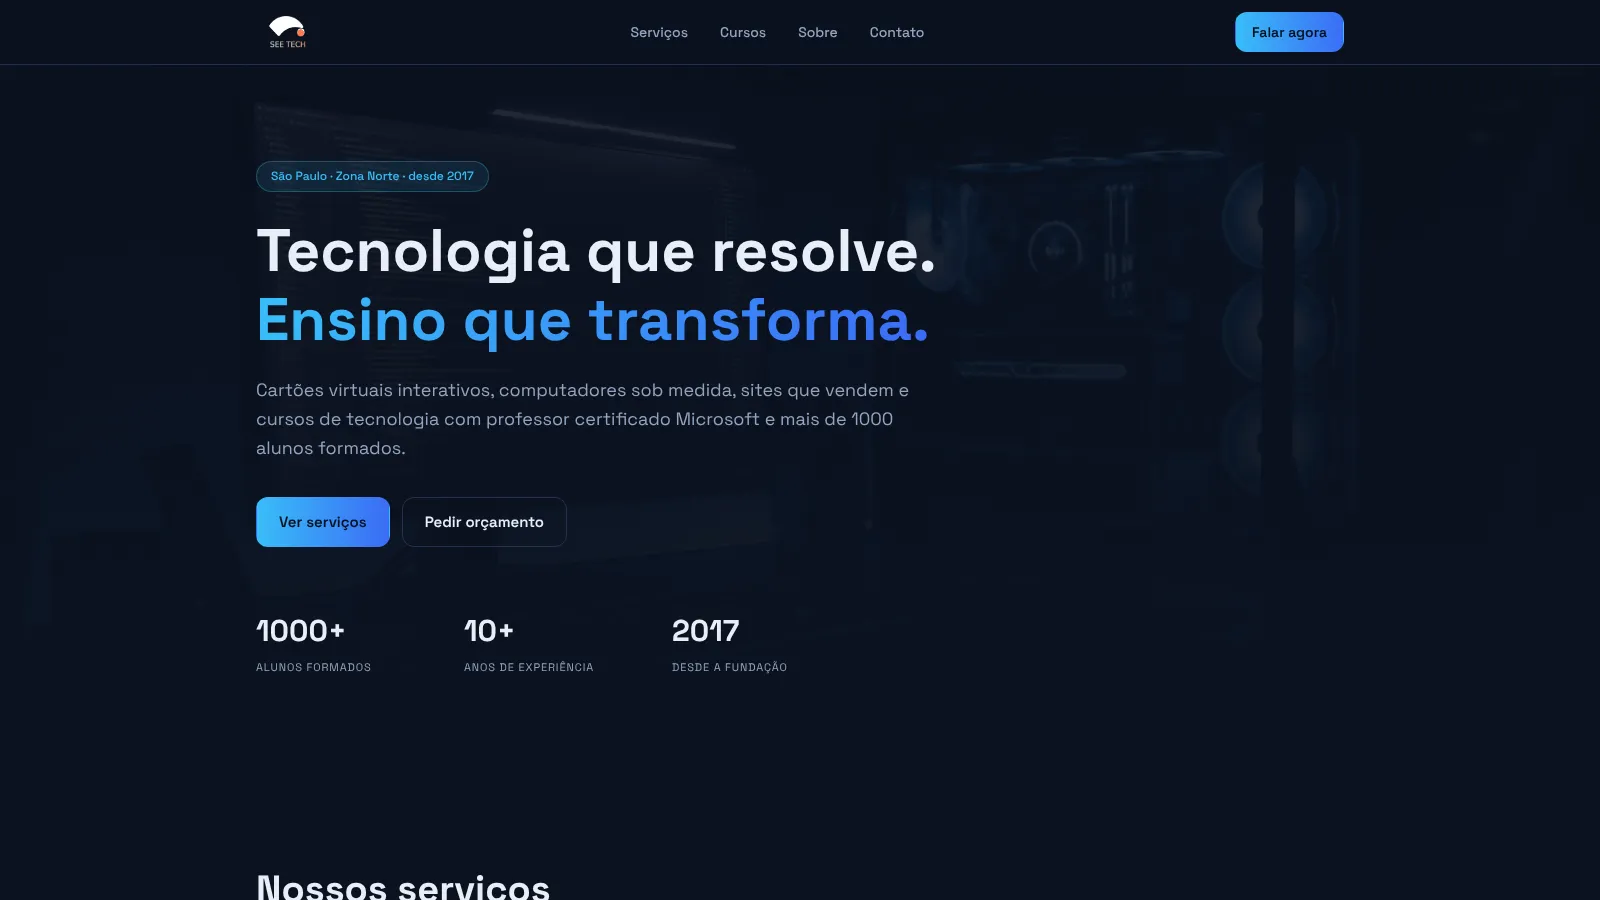 SEE TECH
Serviços
Cursos
Sobre
Contato
Falar agora
São Paulo · Zona Norte · desde 2017
Tecnologia que resolve.
Ensino que transforma.
Cartões virtuais interativos, computadores sob medida, sites que vendem e
cursos de tecnologia com professor certificado Microsoft e mais de 1000
alunos formados.
Ver serviços
Pedir orçamento
1000+
ALUNOS FORMADOS
10+
ANOS DE EXPERIÊNCIA
2017
DESDE A FUNDAÇÃO
Nossos serviços